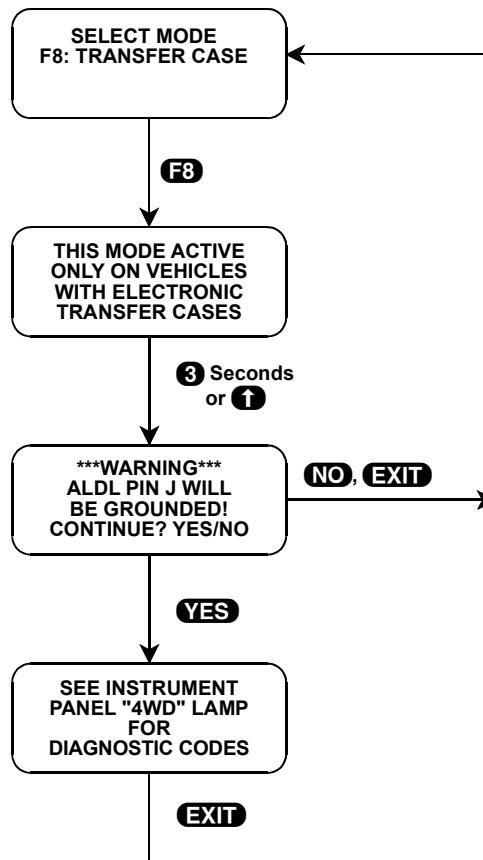 SELECT MODE
F8: TRANSFER CASE
F8
THIS MODE ACTIVE
ONLY ON VEHICLES
WITH ELECTRONIC
TRANSFER CASES
3 Seconds
or ↑
***WARNING***
ALDL PIN J WILL
BE GROUNDED!
CONTINUE? YES/NO
NO, EXIT
YES
SEE INSTRUMENT
PANEL "4WD" LAMP
FOR
DIAGNOSTIC CODES
EXIT